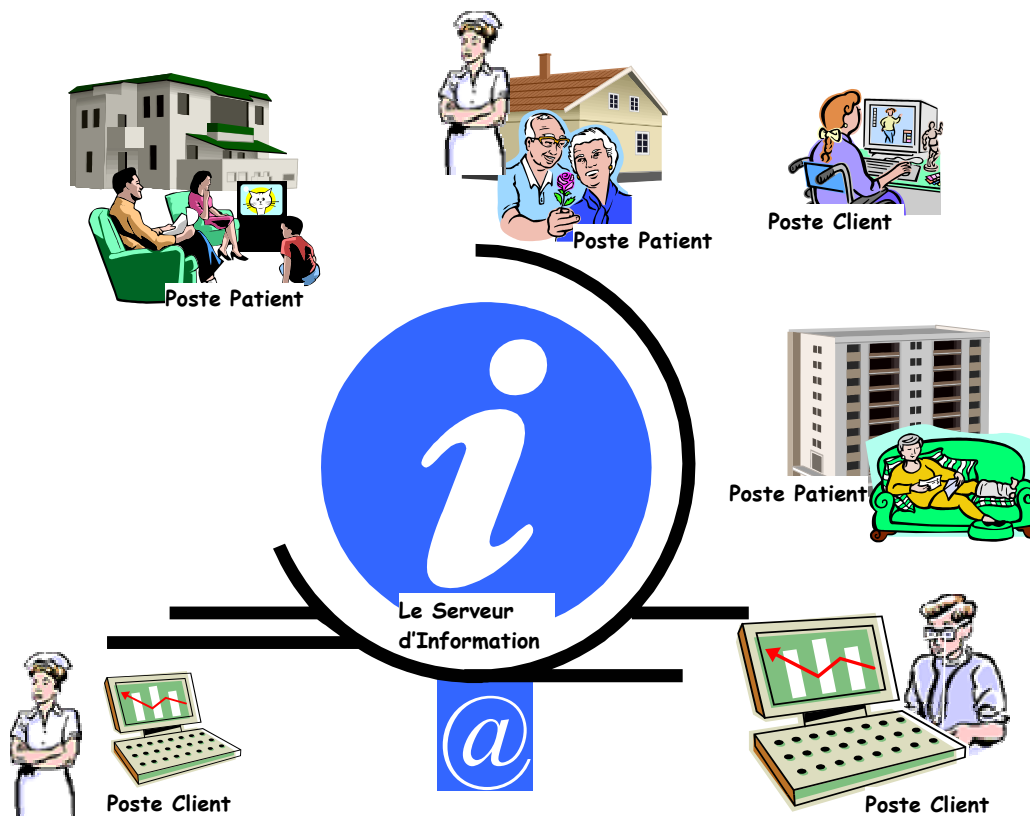 Poste Patient
Poste Client
Poste Patient
Poste Patient
i
Le Serveur
d'Information
@
Poste Client
Poste Client